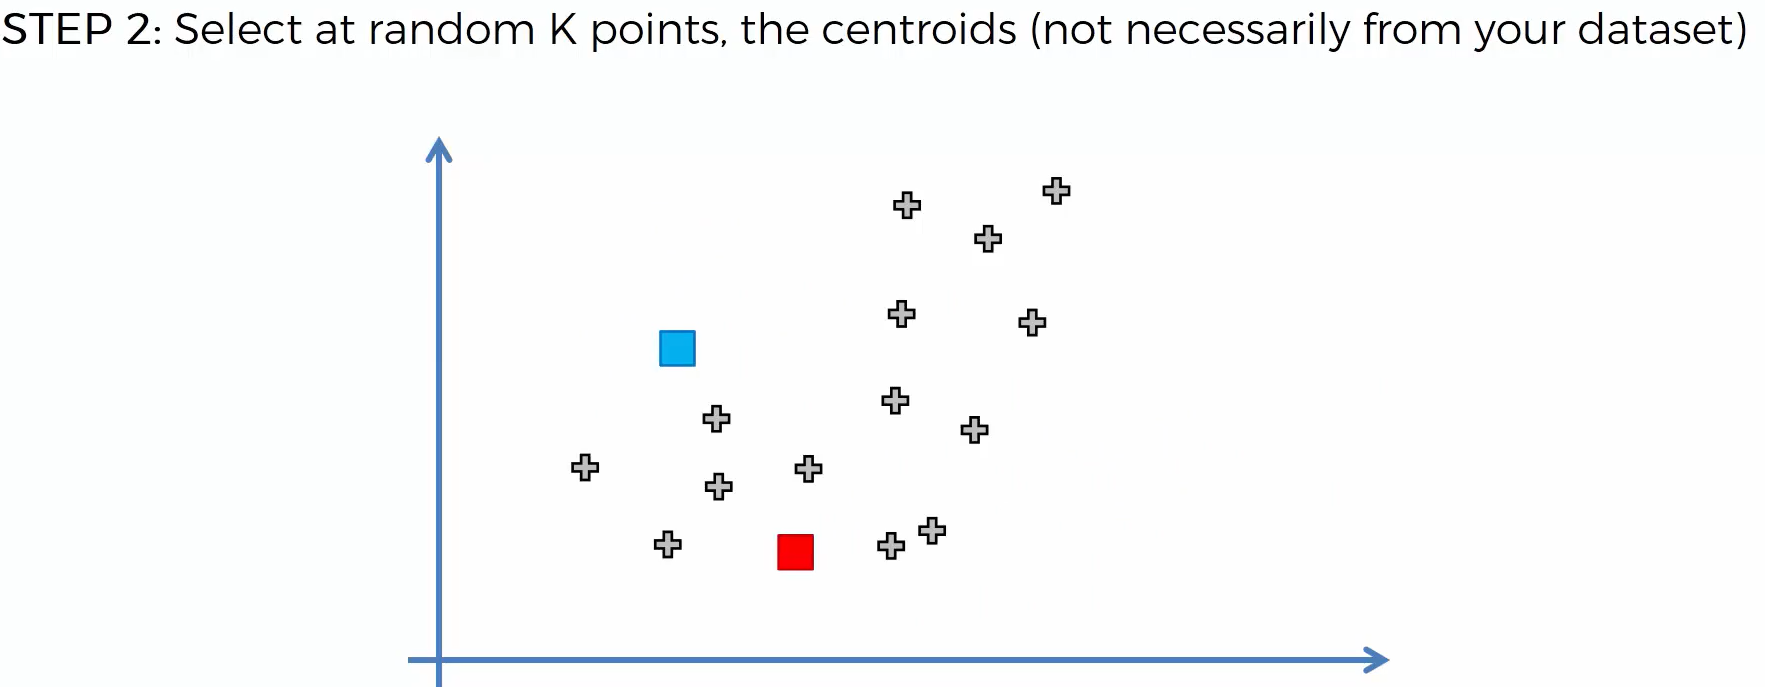 STEP 2: Select at random K points, the centroids (not necessarily from your dataset)